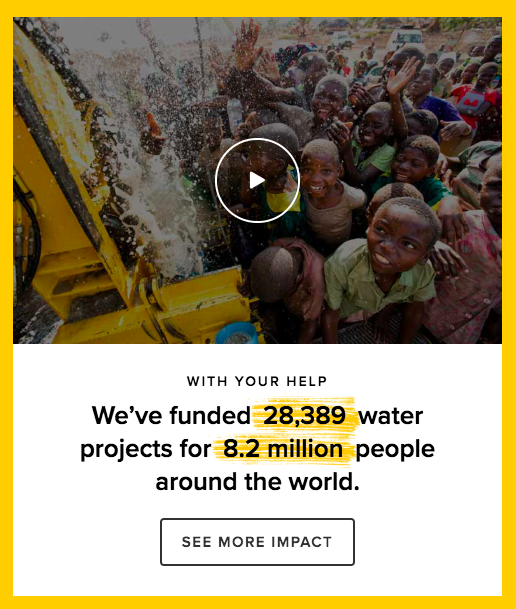 WITH YOUR HELP
We’ve funded 28,389 water
projects for 8.2 million people
around the world.
SEE MORE IMPACT